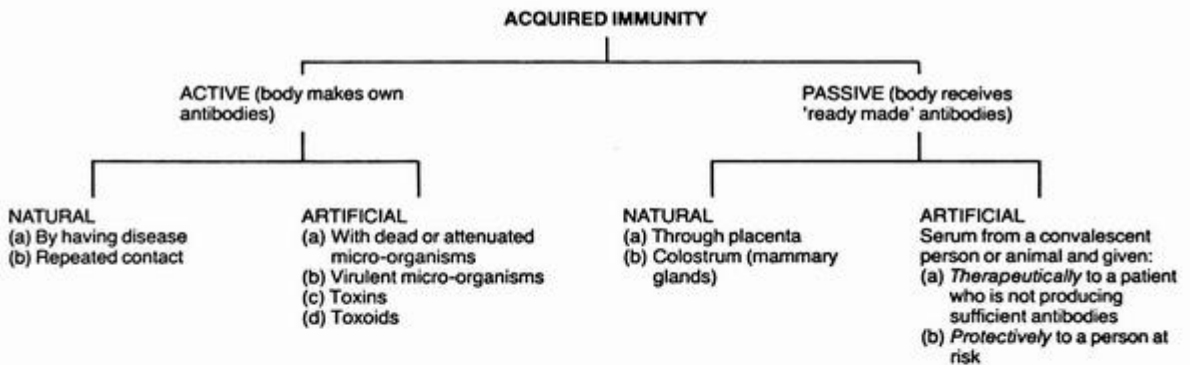 ACQUIRED IMMUNITY
ACTIVE (body makes own
antibodies)
PASSIVE (body receives
'ready made' antibodies)
NATURAL
(a) By having disease
(b) Repeated contact
ARTIFICIAL
(a) With dead or attenuated
micro-organisms
(b) Virulent micro-organisms
(c) Toxins
(d) Toxoids
NATURAL
(a) Through placenta
(b) Colostrum (mammary
glands)
ARTIFICIAL
Serum from a convalescent
person or animal and given:
(a) Therapeutically to a patient
who is not producing
sufficient antibodies
(b) Protectively to a person at
risk